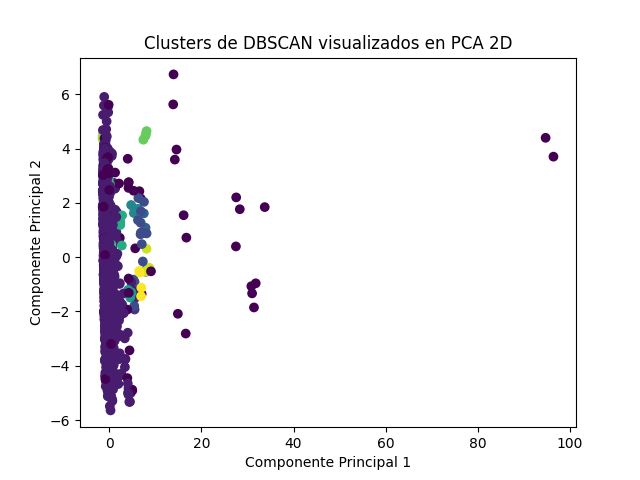 Clusters de DBSCAN visualizados en PCA 2D
6
4
2
0
−2
−4
−6
Componente Principal 2
0 20 40 60 80 100
Componente Principal 1